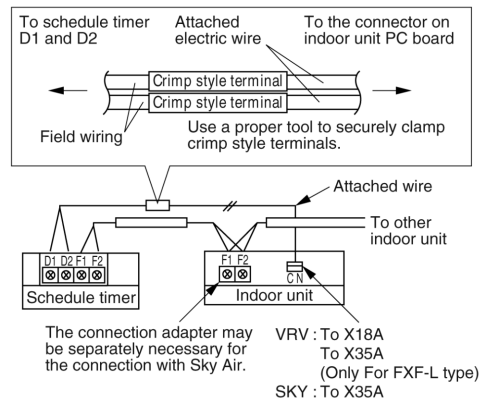 To schedule timer
D1 and D2
Attached
electric wire
To the connector on
indoor unit PC board
Crimp style terminal
Crimp style terminal
Field wiring
Use a proper tool to securely clamp
crimp style terminals.
Attached wire
To other
indoor unit
D1 D2 F1 F2
Schedule timer
F1 F2
CN
Indoor unit
The connection adapter may
be separately necessary for
the connection with Sky Air.
VRV : To X18A
To X35A
(Only For FXF-L type)
SKY : To X35A